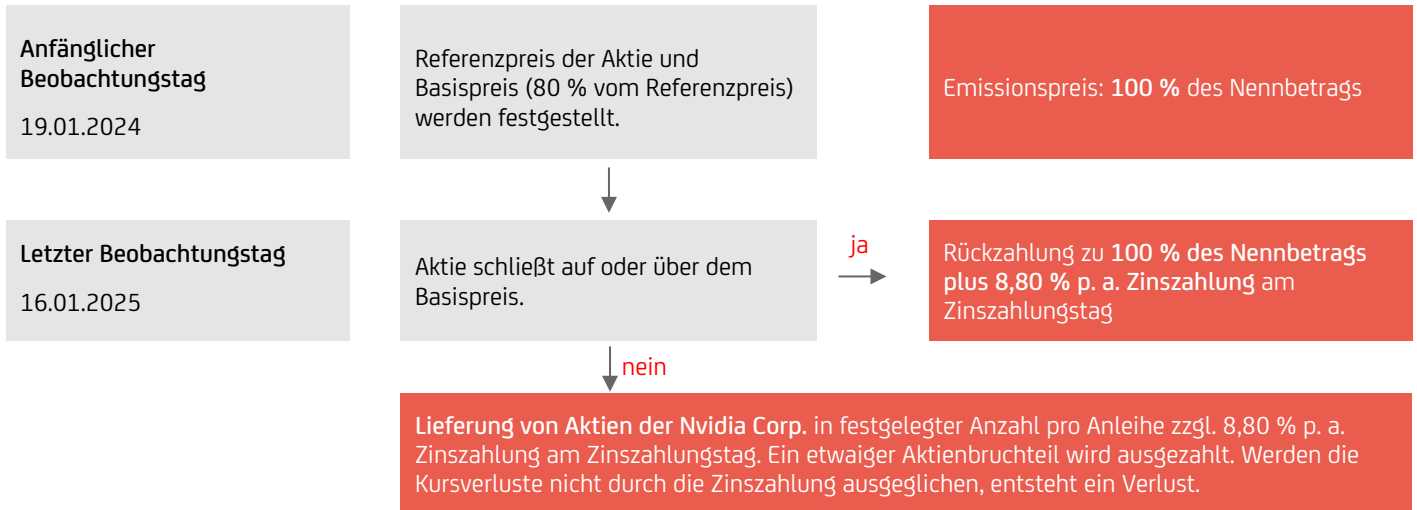 Anfänglicher
Beobachtungstag
19.01.2024
Referenzpreis der Aktie und
Basispreis (80 % vom Referenzpreis)
werden festgestellt.
Emissionspreis: 100 % des Nennbetrags
Letzter Beobachtungstag
16.01.2025
Aktie schließt auf oder über dem
Basispreis.
ja
Rückzahlung zu 100 % des Nennbetrags
plus 8,80 % p. a. Zinszahlung am
Zinszahlungstag
nein
Lieferung von Aktien der Nvidia Corp. in festgelegter Anzahl pro Anleihe zzgl. 8,80 % p. a.
Zinszahlung am Zinszahlungstag. Ein etwaiger Aktienbruchteil wird ausgezahlt. Werden die
Kursverluste nicht durch die Zinszahlung ausgeglichen, entsteht ein Verlust.